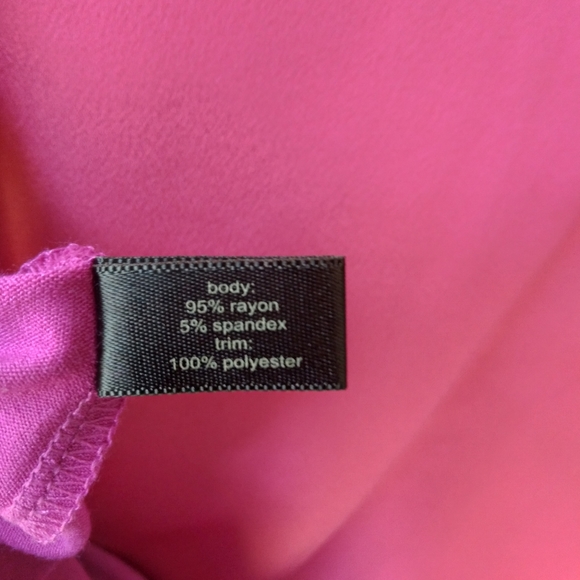 body:
95% rayon
5% spandex
trim:
100% polyester